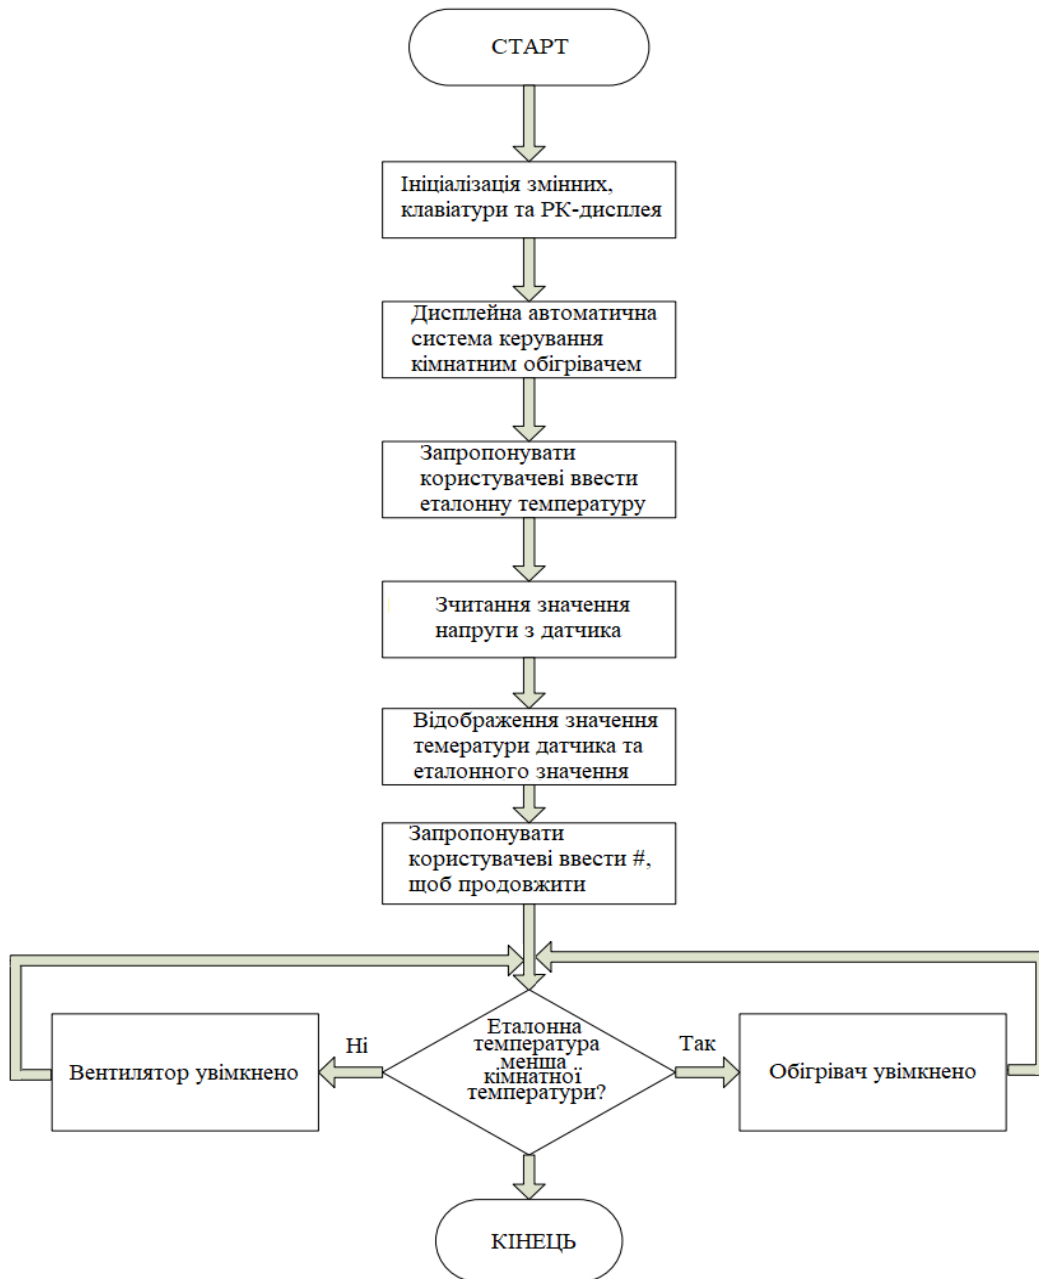 СТАРТ
Ініціалізація змінних,
клавіатури та РК-дисплея
Дисплейна автоматична
система керування
кімнатним обігрівачем
Запропонувати
користувачеві ввести
еталонну температуру
Зчитання значення
напруги з датчика
Відображення значення
темератури датчика та
еталонного значення
Запропонувати
користувачеві ввести #,
щоб продовжити
Еталонна
температура
менша
кімнатної
температури?
Ні
Так
Вентилятор увімкнено
Обігрівач увімкнено
КІНЕЦЬ